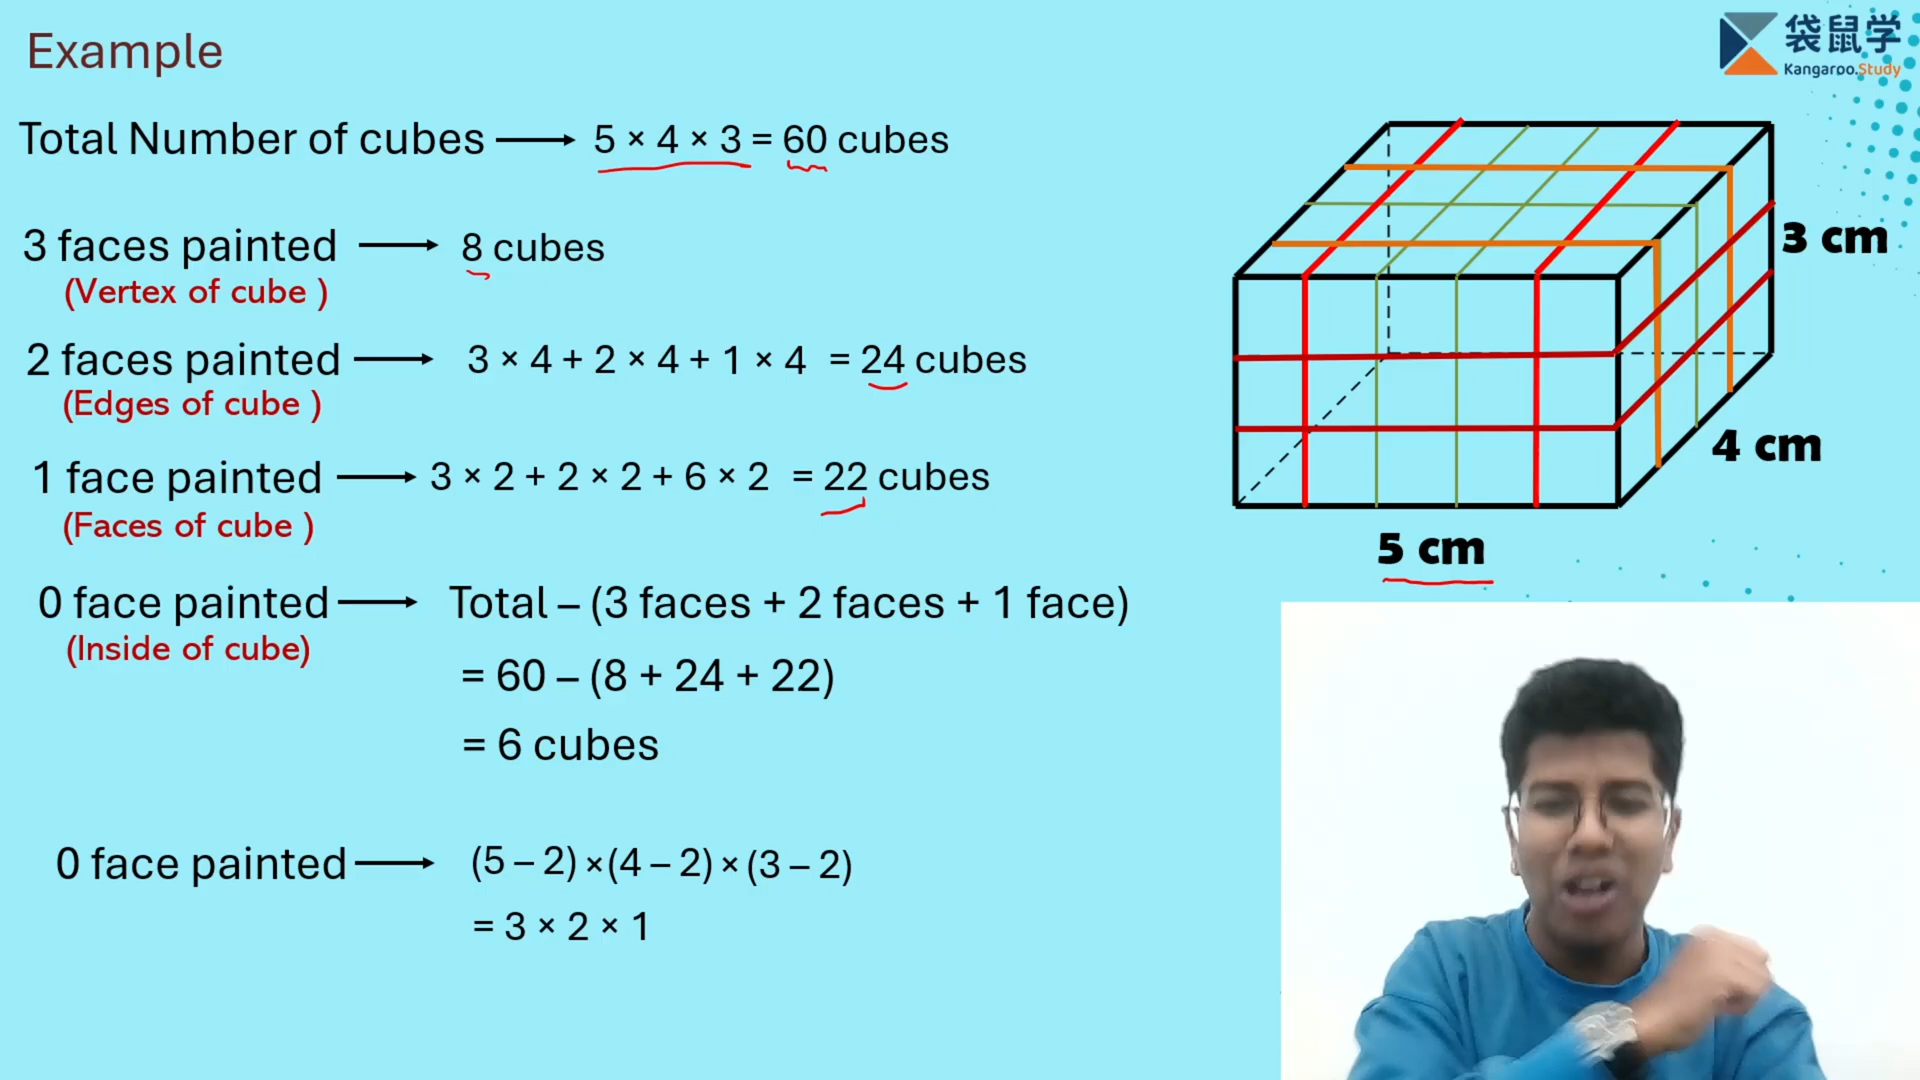 Example
袋鼠学
Kangaroo.Study
Total Number of cubes → 5 × 4 × 3 = 60 cubes
3 faces painted → 8 cubes
(Vertex of cube )
2 faces painted → 3 × 4 + 2 × 4 + 1 × 4 = 24 cubes
(Edges of cube )
1 face painted → 3 × 2 + 2 × 2 + 6 × 2 = 22 cubes
(Faces of cube )
0 face painted → Total – (3 faces + 2 faces + 1 face)
(Inside of cube)
= 60 – (8 + 24 + 22)
= 6 cubes
0 face painted → (5 – 2) × (4 – 2) × (3 – 2)
= 3 × 2 × 1
3 cm
4 cm
5 cm